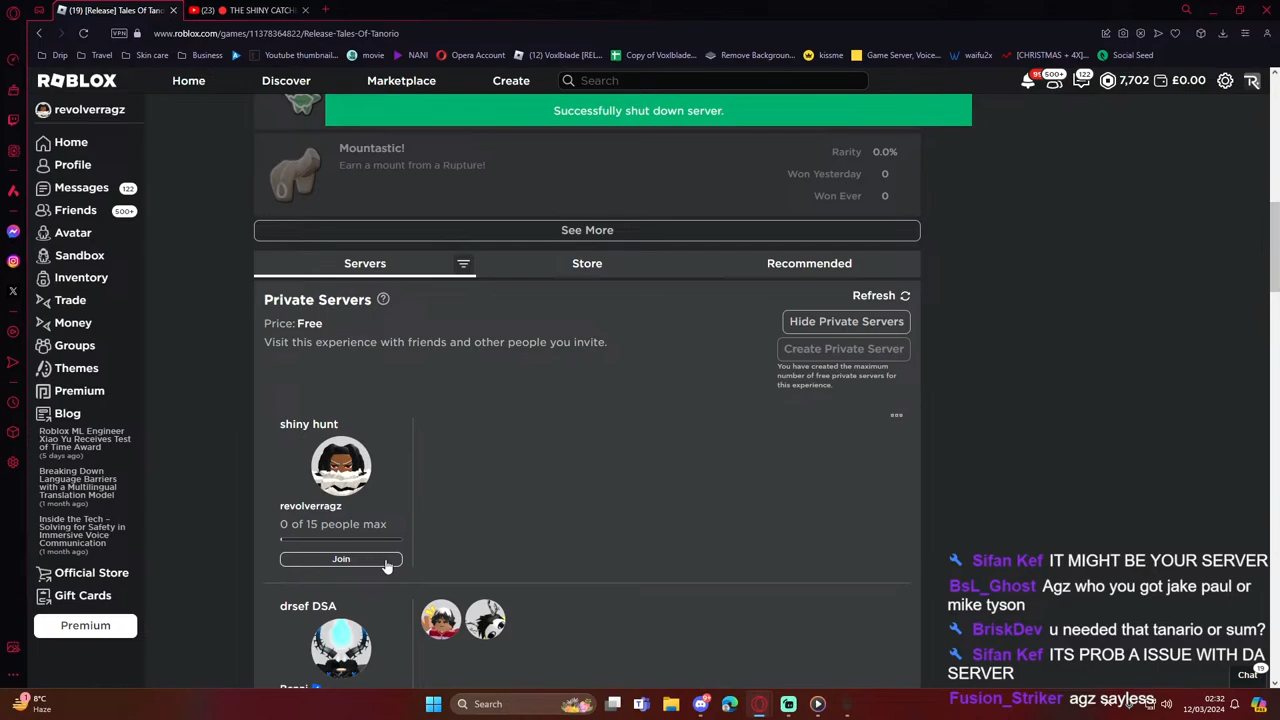 (19) [Release] Tales Of Tano
(23) THE SHINY CATCH
VPN www.roblox.com/games/11378364822/Release-Tales-Of-Tanorio
Drip Travel Skin care Business Youtube thumbnail... movie NANI Opera Account (12) Voxlblade [REL... Copy of Voxlblade... Remove Backgroun... kissme Game Server, Voice... waifu2x [CHRISTMAS + 4X]... Social Seed
ROBLOX Home Discover Marketplace Create Search 99 500+ 122 7,702 £0.00
revolverragz
Successfully shut down server.
Home
Profile
Messages 122
Friends 500+
Avatar
Sandbox
Inventory
Trade
Money
Groups
Themes
Premium
Blog
Roblox ML Engineer
Xiao Yu Receives Test
of Time Award
(5 days ago)
Breaking Down
Language Barriers
with a Multilingual
Translation Model
(1 month ago)
Inside the Tech –
Solving for Safety in
Immersive Voice
Communication
(1 month ago)
Official Store
Gift Cards
Premium
Mountastic!
Earn a mount from a Rupture!
Rarity 0.0%
Won Yesterday 0
Won Ever 0
See More
Servers Store Recommended
Private Servers ?
Refresh
Price: Free
Hide Private Servers
Visit this experience with friends and other people you invite.
Create Private Server
You have created the maximum
number of free private servers for
this experience.
shiny hunt
revolverragz
0 of 15 people max
Join
drsef DSA
Sifan Kef IT MIGHT BE YOUR SERVER
BsL_Ghost Agz who you got jake paul or
mike tyson
BriskDev u needed that tanario or sum?
Sifan Kef ITS PROB A ISSUE WITH DA
SERVER
Fusion_Striker agz sayless
Chat 19
8°C
Haze
Search
02:32
12/03/2024